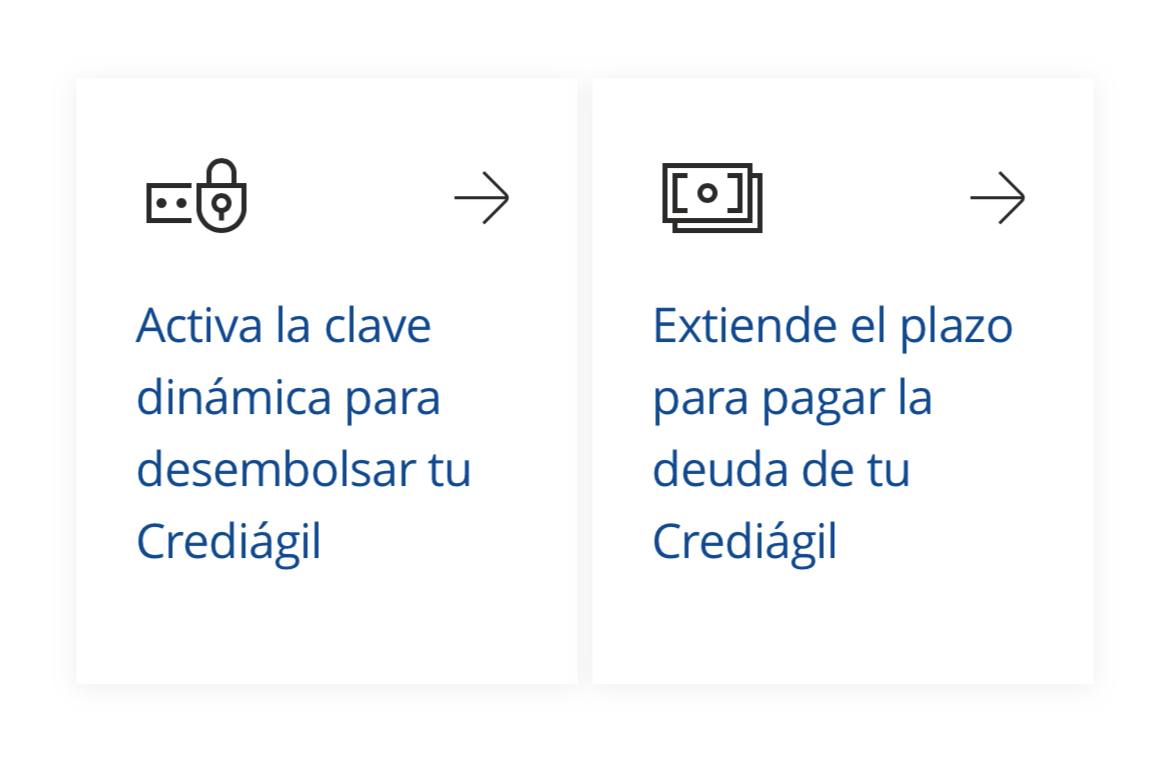 Activa la clave
dinámica para
desembolsar tu
Crediágil
Extiende el plazo
para pagar la
deuda de tu
Crediágil